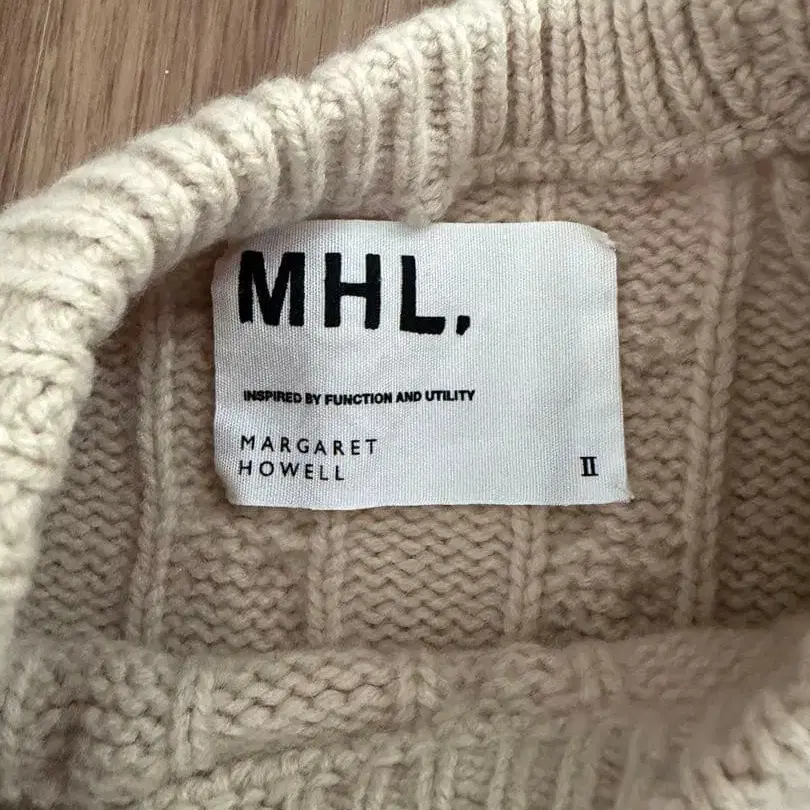 MHL.
INSPIRED BY FUNCTION AND UTILITY
MARGARET
HOWELL
II